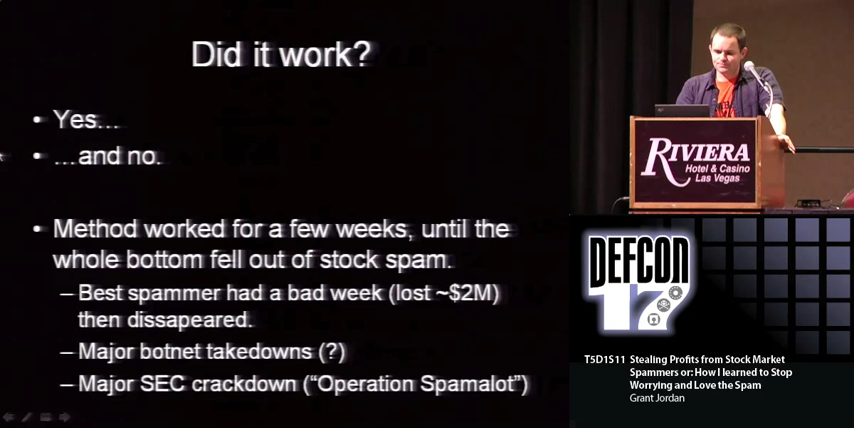 Did it work?
• Yes...
• ...and no.
• Method worked for a few weeks, until the
whole bottom fell out of stock spam.
– Best spammer had a bad week (lost ~$2M)
then dissapeared.
– Major botnet takedowns (?)
– Major SEC crackdown (“Operation Spamalot”)
RIVIERA
Hotel & Casino
Las Vegas
DEFCON
17
T5D1S11 Stealing Profits from Stock Market
Spammers or: How I learned to Stop
Worrying and Love the Spam
Grant Jordan